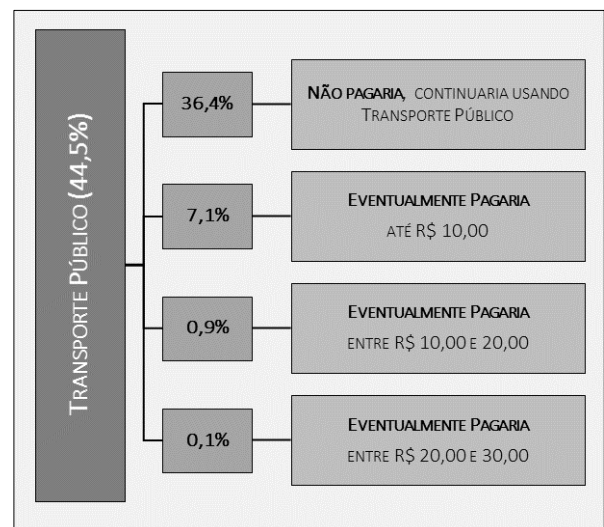 TRANSPORTE PÚBLICO (44,5%)
36,4%
NÃO PAGARIA, CONTINUARIA USANDO
TRANSPORTE PÚBLICO
7,1%
EVENTUALMENTE PAGARIA
ATÉ R$ 10,00
0,9%
EVENTUALMENTE PAGARIA
ENTRE R$ 10,00 E 20,00
0,1%
EVENTUALMENTE PAGARIA
ENTRE R$ 20,00 E 30,00